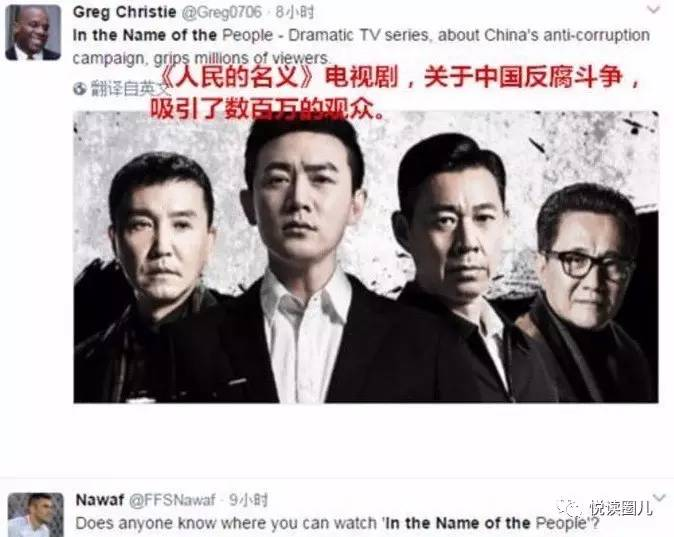 Greg Christie @Greg0706 · 8小时
In the Name of the People - Dramatic TV series, about China's anti-corruption
campaign, grips millions of viewers.
翻译自英文
《人民的名义》电视剧，关于中国反腐斗争，
吸引了数百万的观众。
Nawaf @FFSNawaf · 9小时
Does anyone know where you can watch 'In the Name of the People'?
悦读圈儿